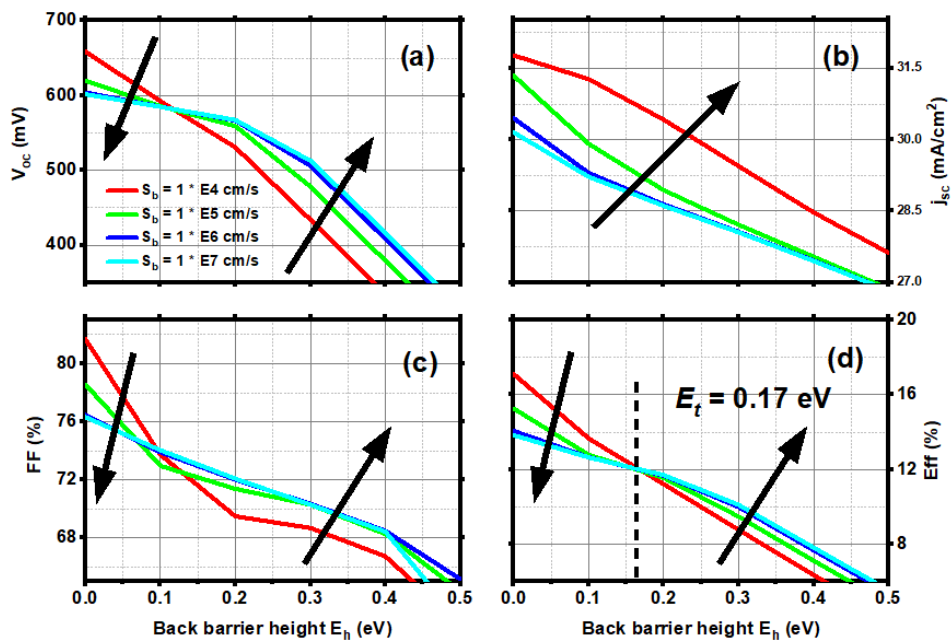 700
600
500
400
V_oc (mV)
(a)
S_b = 1 * E4 cm/s
S_b = 1 * E5 cm/s
S_b = 1 * E6 cm/s
S_b = 1 * E7 cm/s
(b)
31.5
30.0
28.5
27.0
j_sc (mA/cm²)
80
76
72
68
FF (%)
(c)
0.0 0.1 0.2 0.3 0.4 0.5
Back barrier height E_h (eV)
(d)
E_t = 0.17 eV
20
16
12
8
Eff (%)
0.0 0.1 0.2 0.3 0.4 0.5
Back barrier height E_h (eV)